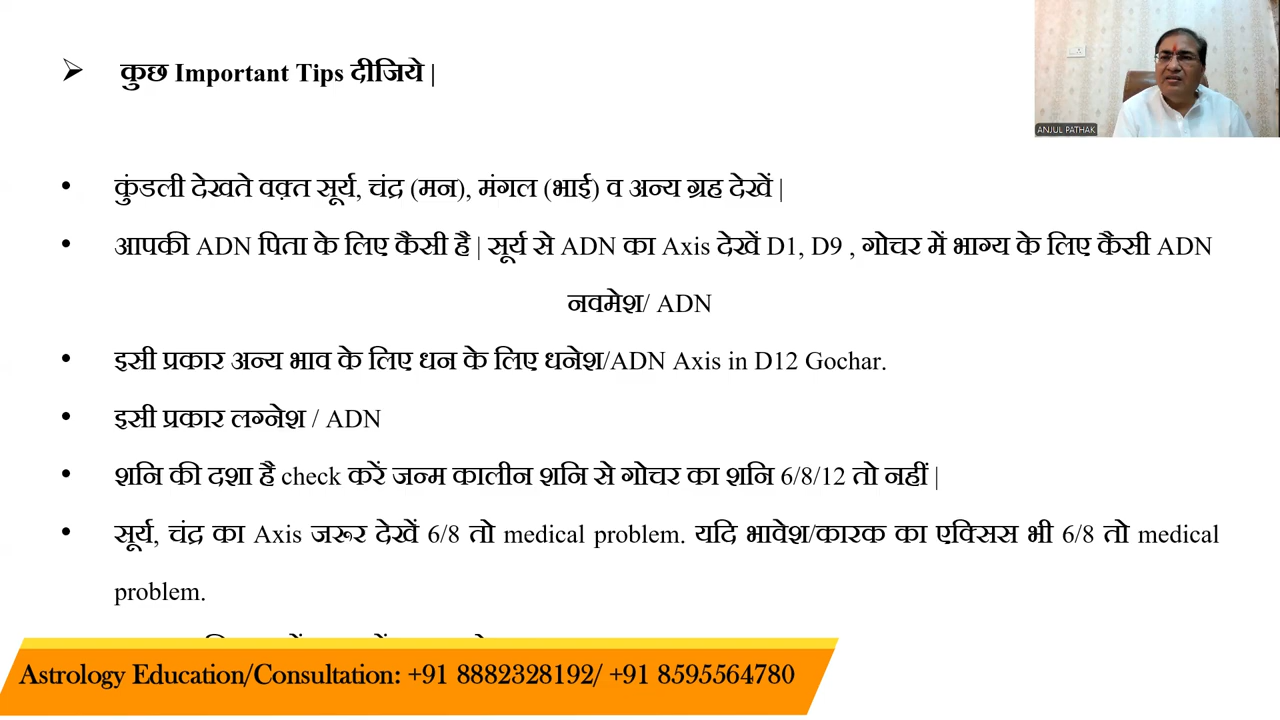 कुछ Important Tips दीजिये |
ANJUL PATHAK
कुंडली देखते वक़्त सूर्य, चंद्र (मन), मंगल (भाई) व अन्य ग्रह देखें |
आपकी ADN पिता के लिए कैसी है | सूर्य से ADN का Axis देखें D1, D9 , गोचर में भाग्य के लिए कैसी ADN
नवमेश/ ADN
इसी प्रकार अन्य भाव के लिए धन के लिए धनेश/ADN Axis in D12 Gochar.
इसी प्रकार लग्नेश / ADN
शनि की दशा है check करें जन्म कालीन शनि से गोचर का शनि 6/8/12 तो नहीं |
सूर्य, चंद्र का Axis जरूर देखें 6/8 तो medical problem. यदि भावेश/कारक का एक्सिस भी 6/8 तो medical
problem.
Astrology Education/Consultation: +91 8882328192/ +91 8595564780